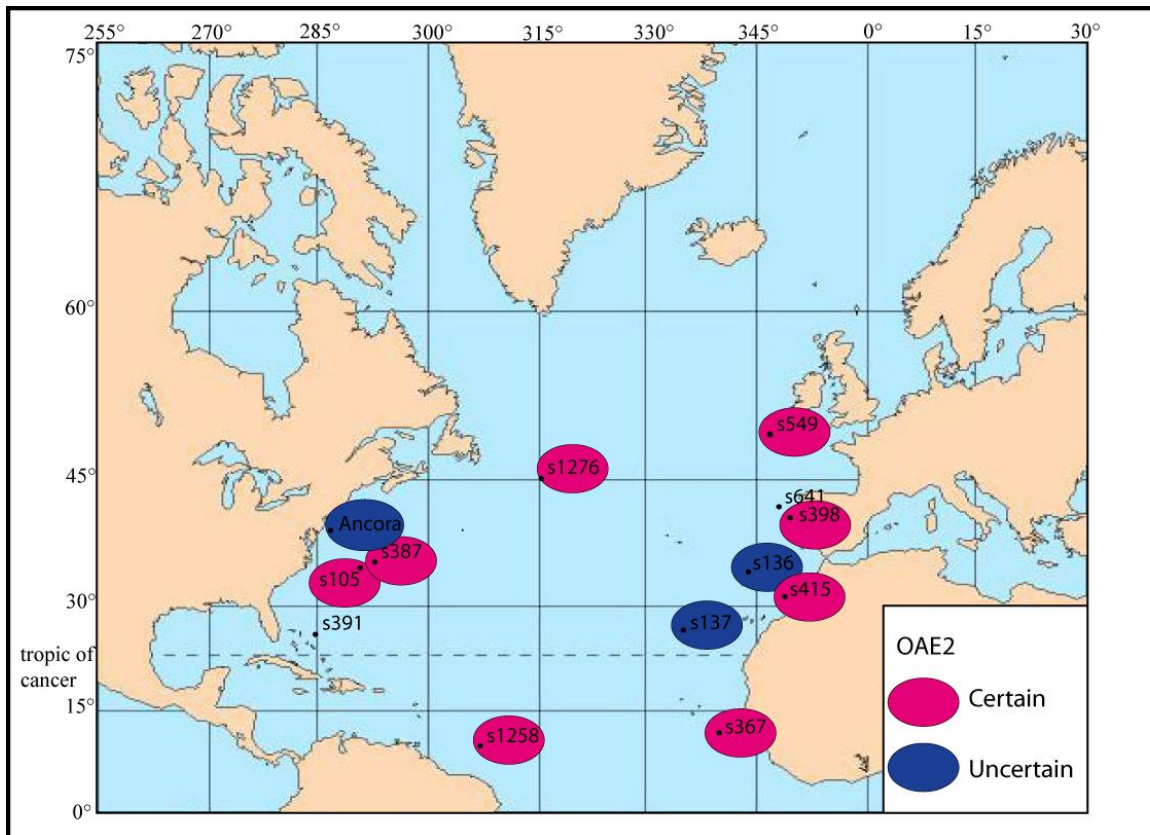 255° 270° 285° 300° 315° 330° 345° 0° 15° 30°
75°
60°
s549
s1276
45°
s641
s398
Ancora
s387
s136
s105
s415
30°
s391
s137
tropic of
cancer
15°
s367
s1258
0°
OAE2
Certain
Uncertain